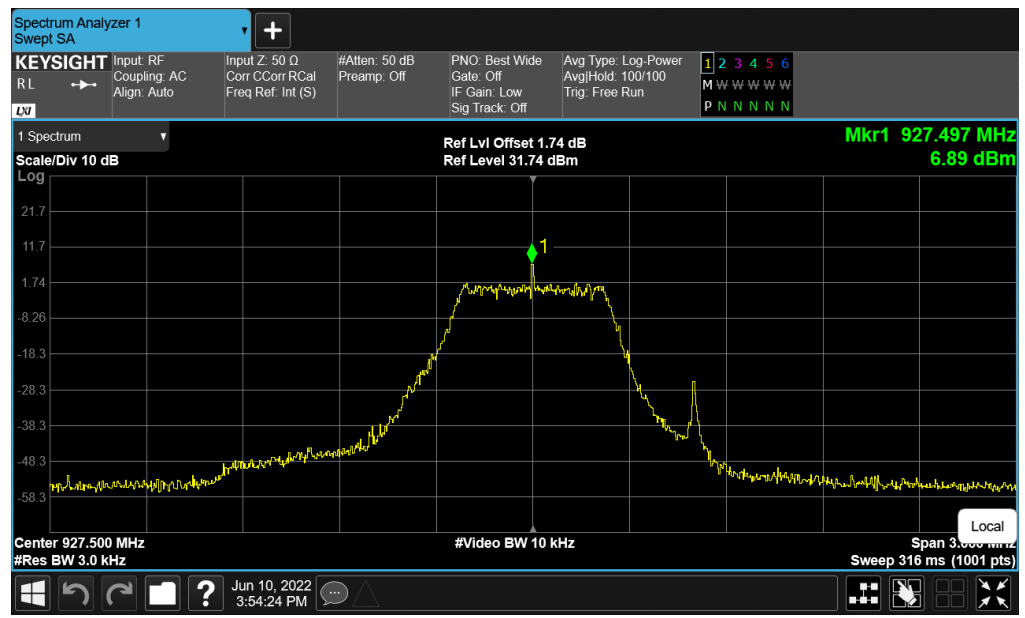 Spectrum Analyzer 1
Swept SA
KEYSIGHT
R L
LXI
Input: RF
Coupling: AC
Align: Auto
Input Z: 50 Ω
Corr CCorr RCal
Freq Ref: Int (S)
#Atten: 50 dB
Preamp: Off
PNO: Best Wide
Gate: Off
IF Gain: Low
Sig Track: Off
Avg Type: Log-Power
Avg|Hold: 100/100
Trig: Free Run
1 2 3 4 5 6
M W W W W W
P N N N N N
1 Spectrum
Scale/Div 10 dB
Log
Ref Lvl Offset 1.74 dB
Ref Level 31.74 dBm
Mkr1 927.497 MHz
6.89 dBm
21.7
11.7
1
1.74
-8.26
-18.3
-28.3
-38.3
-48.3
-58.3
Local
Center 927.500 MHz
#Video BW 10 kHz
Span
#Res BW 3.0 kHz
Sweep 316 ms (1001 pts)
?
Jun 10, 2022
3:54:24 PM